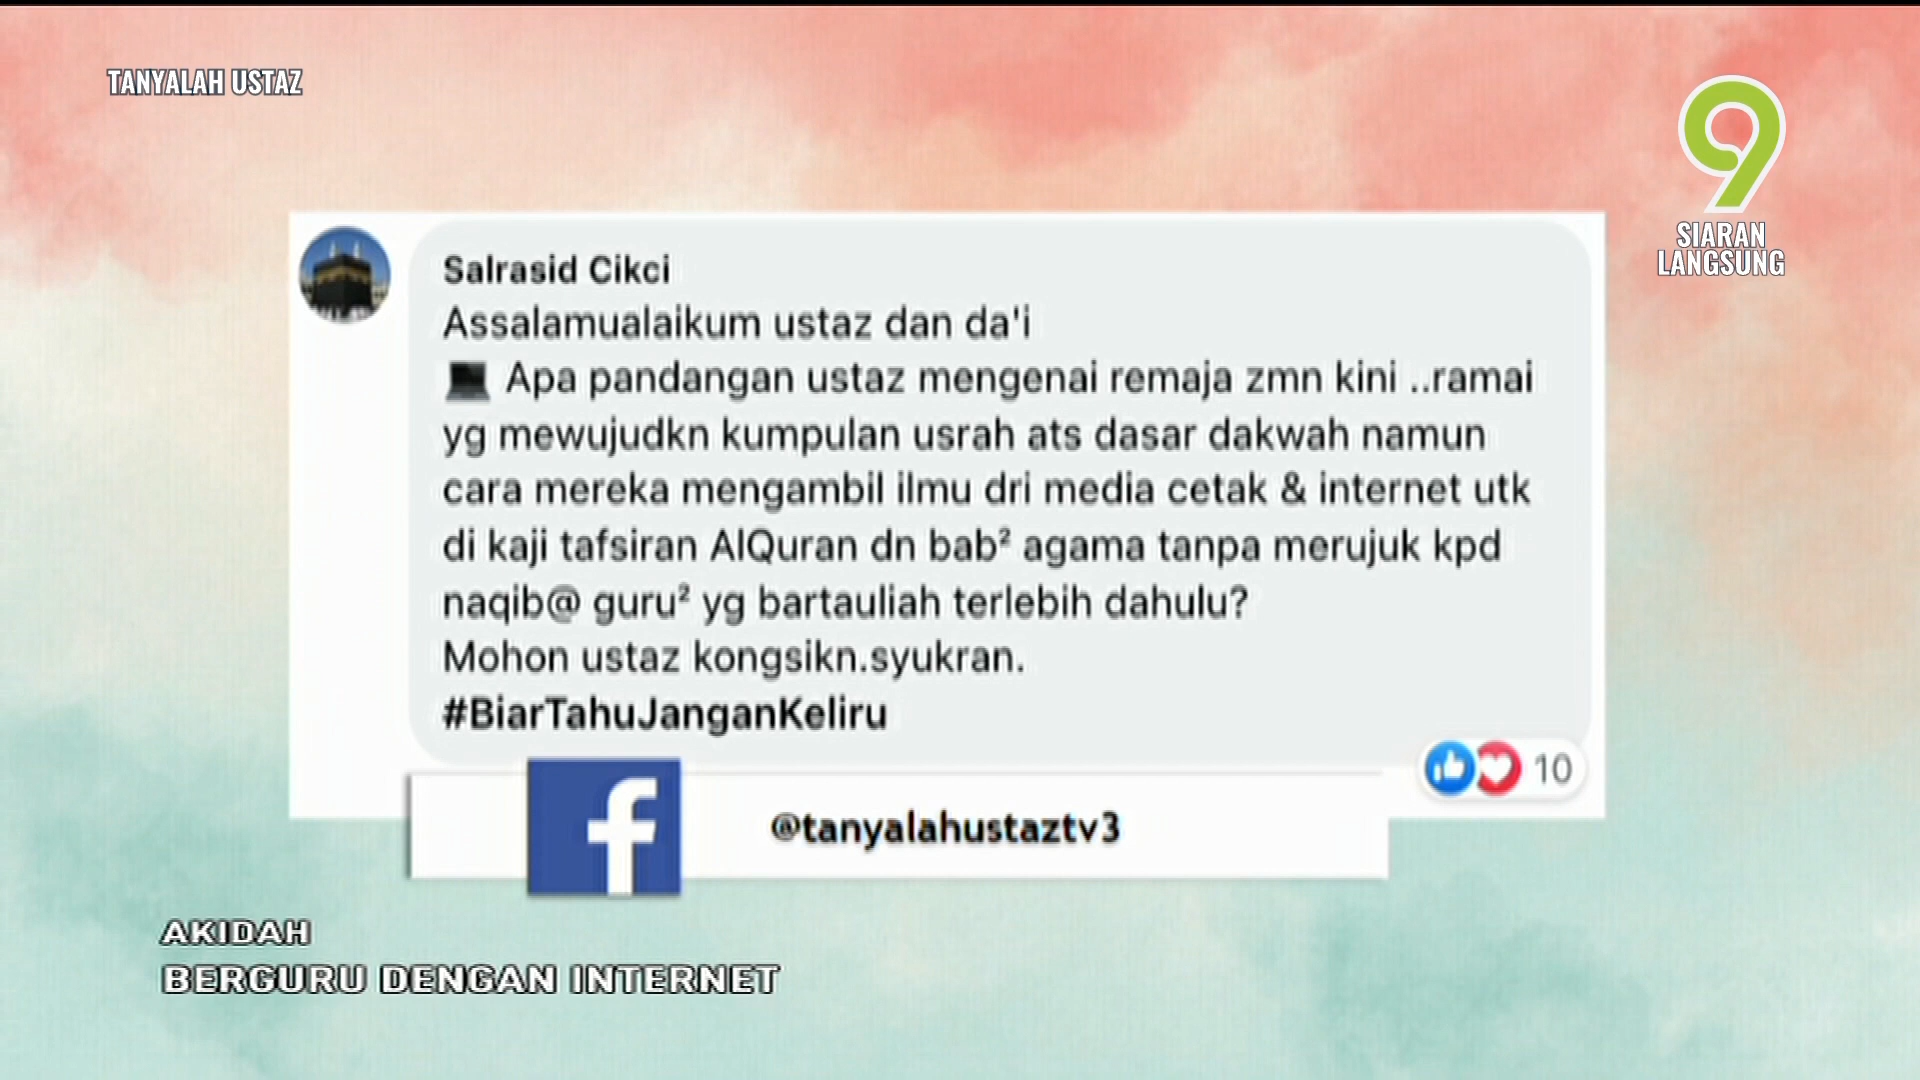 TANYALAH USTAZ
9
SIARAN
LANGSUNG
Salrasid Cikci
Assalamualaikum ustaz dan da'i
💻 Apa pandangan ustaz mengenai remaja zmn kini ..ramai
yg mewujudkn kumpulan usrah ats dasar dakwah namun
cara mereka mengambil ilmu dri media cetak & internet utk
di kaji tafsiran AlQuran dn bab² agama tanpa merujuk kpd
naqib@ guru² yg bartauliah terlebih dahulu?
Mohon ustaz kongsikn.syukran.
#BiarTahuJanganKeliru
10
f
@tanyalahustaztv3
AKIDAH
BERGURU DENGAN INTERNET